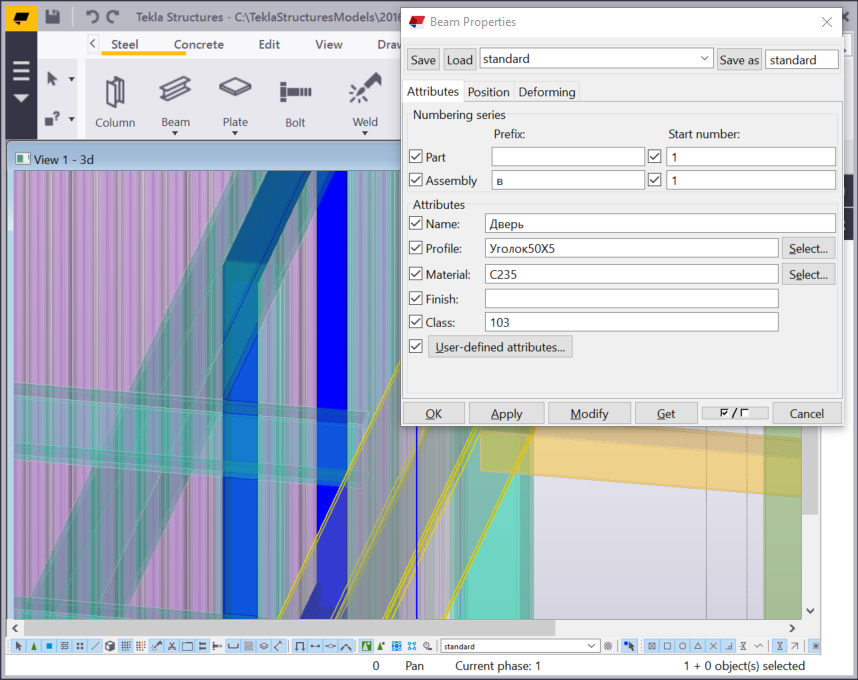 Tekla Structures - C:\TeklaStructuresModels\2016
Beam Properties
Steel Concrete Edit View Draw
Save Load standard Save as standard
Attributes Position Deforming
Numbering series
Prefix: Start number:
Part 1
Assembly в 1
Column Beam Plate Bolt Weld
View 1 - 3d
Attributes
Name: Дверь
Profile: Уголок50X5 Select...
Material: C235 Select...
Finish:
Class: 103
User-defined attributes...
OK Apply Modify Get Cancel
standard
0 Pan Current phase: 1 1 + 0 object(s) selected